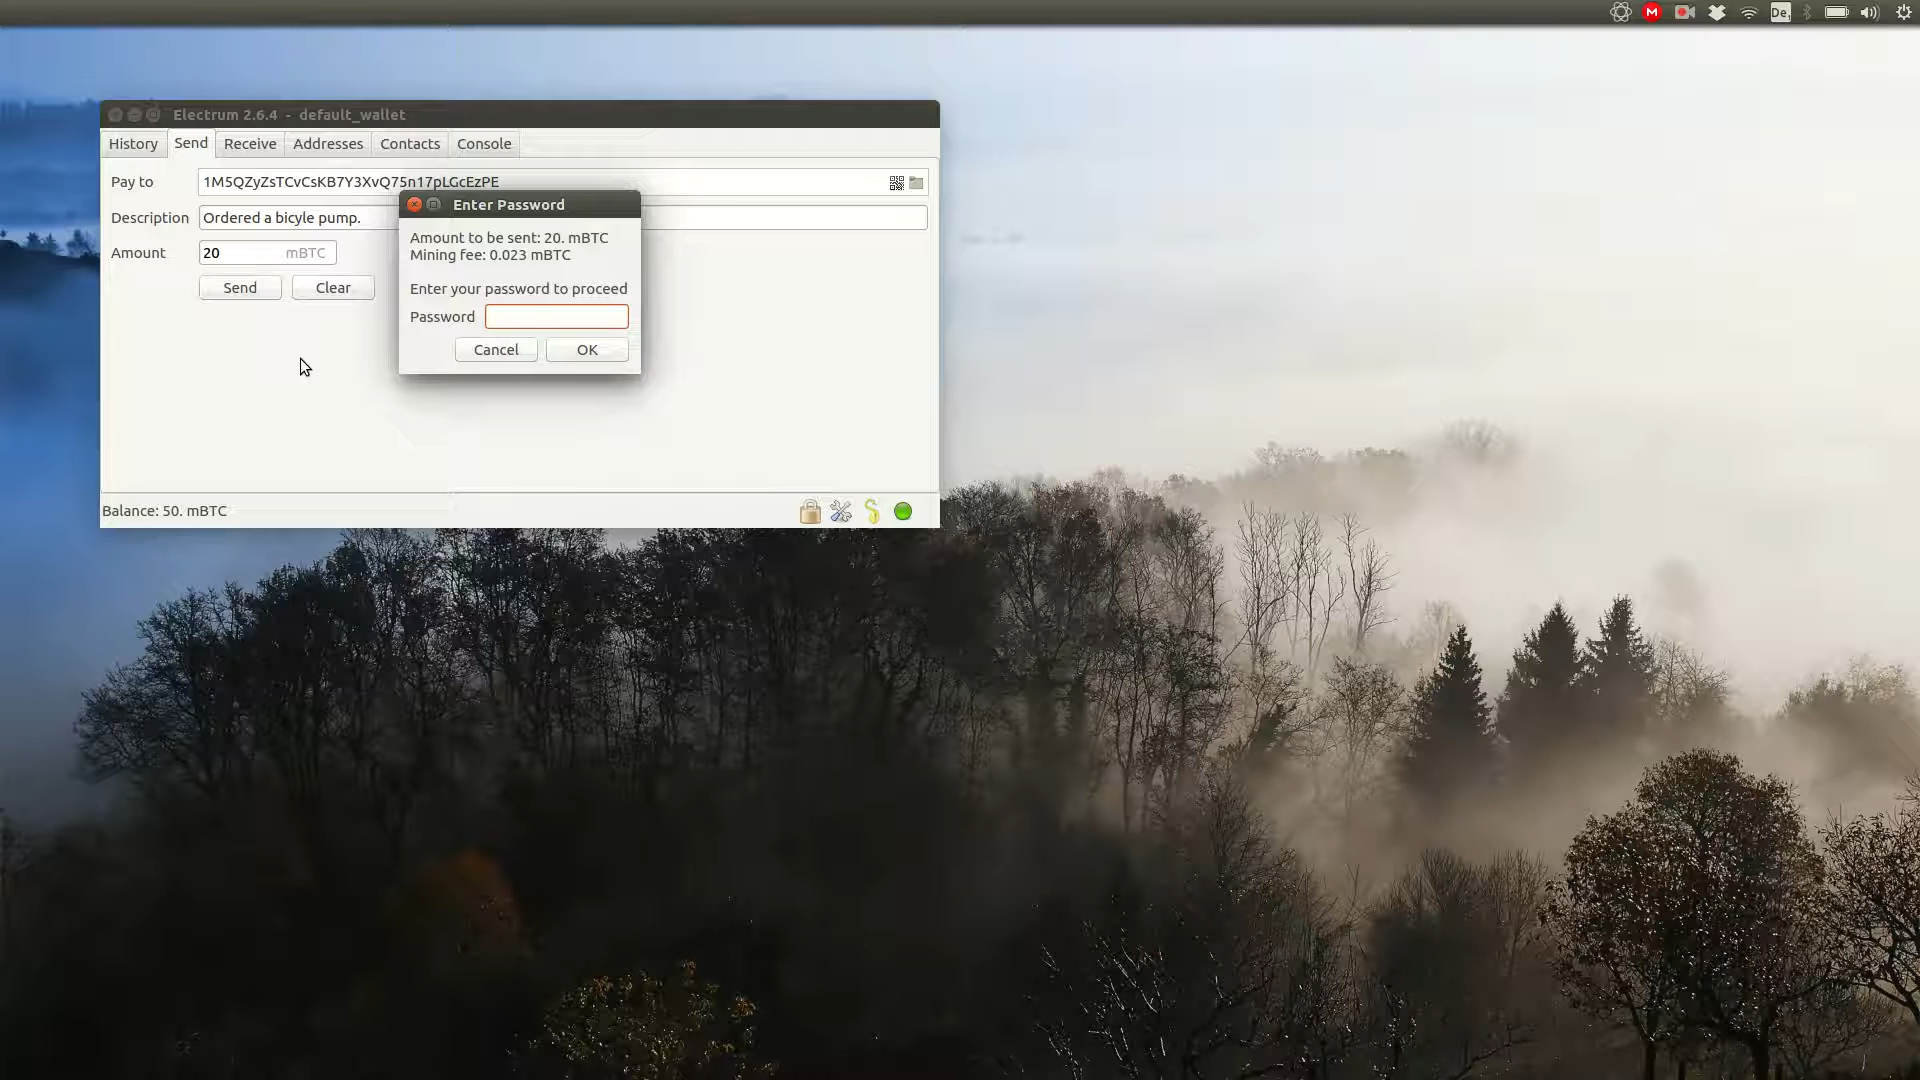 De₁
Electrum 2.6.4 - default_wallet
History Send Receive Addresses Contacts Console
Pay to 1M5QZyZsTCvCsKB7Y3XvQ75n17pLGcEzPE
Description Ordered a bicyle pump.
Amount 20 mBTC
Send Clear
Enter Password
Amount to be sent: 20. mBTC
Mining fee: 0.023 mBTC
Enter your password to proceed
Password
Cancel OK
Balance: 50. mBTC